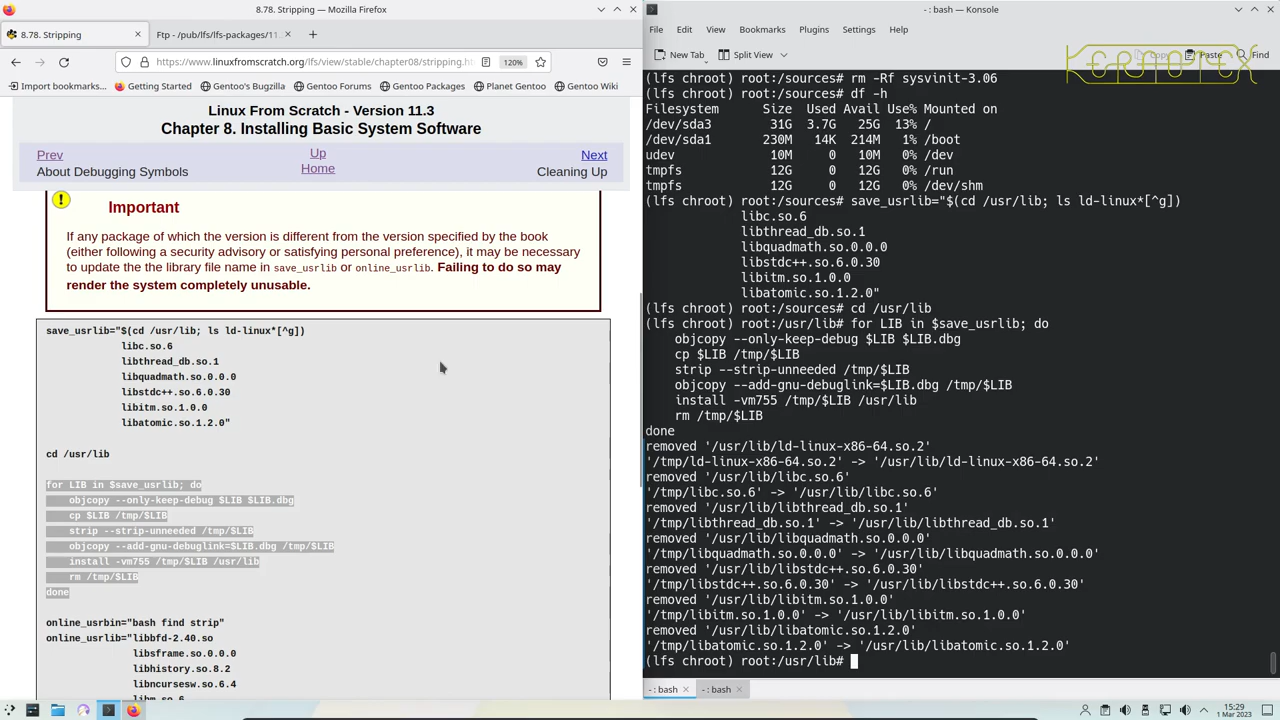 8.78. Stripping — Mozilla Firefox
8.78. Stripping
Ftp - /pub/lfs/lfs-packages/11.
https://www.linuxfromscratch.org/lfs/view/stable/chapter08/strippin
120%
Import bookmarks...
Getting Started
Gentoo's Bugzilla
Gentoo Forums
Gentoo Packages
Planet Gentoo
Gentoo Wiki
Linux From Scratch - Version 11.3
Chapter 8. Installing Basic System Software
Prev
Up
Next
About Debugging Symbols
Home
Cleaning Up
Important
If any package of which the version is different from the version specified by the book
(either following a security advisory or satisfying personal preference), it may be necessary
to update the the library file name in save_usrlib or online_usrlib. Failing to do so may
render the system completely unusable.
save_usrlib="$(cd /usr/lib; ls ld-linux*[^g])
libc.so.6
libthread_db.so.1
libquadmath.so.0.0.0
libstdc++.so.6.0.30
libitm.so.1.0.0
libatomic.so.1.2.0"
cd /usr/lib
for LIB in $save_usrlib; do
objcopy --only-keep-debug $LIB $LIB.dbg
cp $LIB /tmp/$LIB
strip --strip-unneeded /tmp/$LIB
objcopy --add-gnu-debuglink=$LIB.dbg /tmp/$LIB
install -vm755 /tmp/$LIB /usr/lib
rm /tmp/$LIB
done
online_usrbin="bash find strip"
online_usrlib="libbfd-2.40.so
libsframe.so.0.0.0
libhistory.so.8.2
libncursesw.so.6.4
libm.so.6
- : bash — Konsole
File
Edit
View
Bookmarks
Plugins
Settings
Help
New Tab
Split View
Copy
Paste
Find
KERNOTEX
(lfs chroot) root:/sources# rm -Rf sysvinit-3.06
(lfs chroot) root:/sources# df -h
Filesystem Size Used Avail Use% Mounted on
/dev/sda3 31G 3.7G 25G 13% /
/dev/sda1 230M 14K 214M 1% /boot
udev 10M 0 10M 0% /dev
tmpfs 12G 0 12G 0% /run
tmpfs 12G 0 12G 0% /dev/shm
(lfs chroot) root:/sources# save_usrlib="$(cd /usr/lib; ls ld-linux*[^g])
libc.so.6
libthread_db.so.1
libquadmath.so.0.0.0
libstdc++.so.6.0.30
libitm.so.1.0.0
libatomic.so.1.2.0"
(lfs chroot) root:/sources# cd /usr/lib
(lfs chroot) root:/usr/lib# for LIB in $save_usrlib; do
objcopy --only-keep-debug $LIB $LIB.dbg
cp $LIB /tmp/$LIB
strip --strip-unneeded /tmp/$LIB
objcopy --add-gnu-debuglink=$LIB.dbg /tmp/$LIB
install -vm755 /tmp/$LIB /usr/lib
rm /tmp/$LIB
done
removed '/usr/lib/ld-linux-x86-64.so.2'
'/tmp/ld-linux-x86-64.so.2' -> '/usr/lib/ld-linux-x86-64.so.2'
removed '/usr/lib/libc.so.6'
'/tmp/libc.so.6' -> '/usr/lib/libc.so.6'
removed '/usr/lib/libthread_db.so.1'
'/tmp/libthread_db.so.1' -> '/usr/lib/libthread_db.so.1'
removed '/usr/lib/libquadmath.so.0.0.0'
'/tmp/libquadmath.so.0.0.0' -> '/usr/lib/libquadmath.so.0.0.0'
removed '/usr/lib/libstdc++.so.6.0.30'
'/tmp/libstdc++.so.6.0.30' -> '/usr/lib/libstdc++.so.6.0.30'
removed '/usr/lib/libitm.so.1.0.0'
'/tmp/libitm.so.1.0.0' -> '/usr/lib/libitm.so.1.0.0'
removed '/usr/lib/libatomic.so.1.2.0'
'/tmp/libatomic.so.1.2.0' -> '/usr/lib/libatomic.so.1.2.0'
(lfs chroot) root:/usr/lib#
- : bash
- : bash
15:29
1 Mar 2023